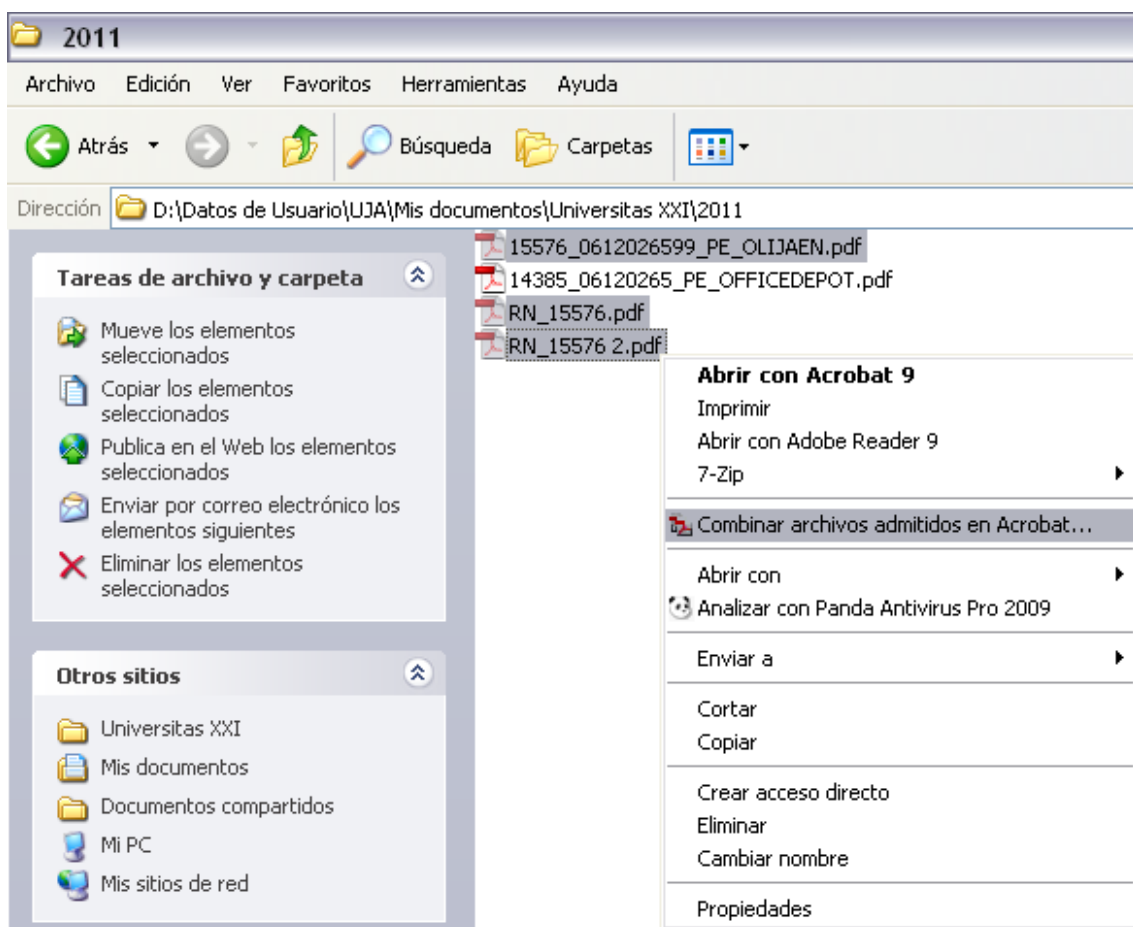 2011
Archivo Edición Ver Favoritos Herramientas Ayuda
Atrás Búsqueda Carpetas
Dirección D:\Datos de Usuario\UJA\Mis documentos\Universitas XXI\2011
Tareas de archivo y carpeta
Mueve los elementos
seleccionados
Copiar los elementos
seleccionados
Publica en el Web los elementos
seleccionados
Enviar por correo electrónico los
elementos siguientes
Eliminar los elementos
seleccionados
Otros sitios
Universitas XXI
Mis documentos
Documentos compartidos
Mi PC
Mis sitios de red
15576_0612026599_PE_OLIJAEN.pdf
14385_06120265_PE_OFFICEDEPOT.pdf
RN_15576.pdf
RN_15576 2.pdf
Abrir con Acrobat 9
Imprimir
Abrir con Adobe Reader 9
7-Zip
Combinar archivos admitidos en Acrobat...
Abrir con
Analizar con Panda Antivirus Pro 2009
Enviar a
Cortar
Copiar
Crear acceso directo
Eliminar
Cambiar nombre
Propiedades